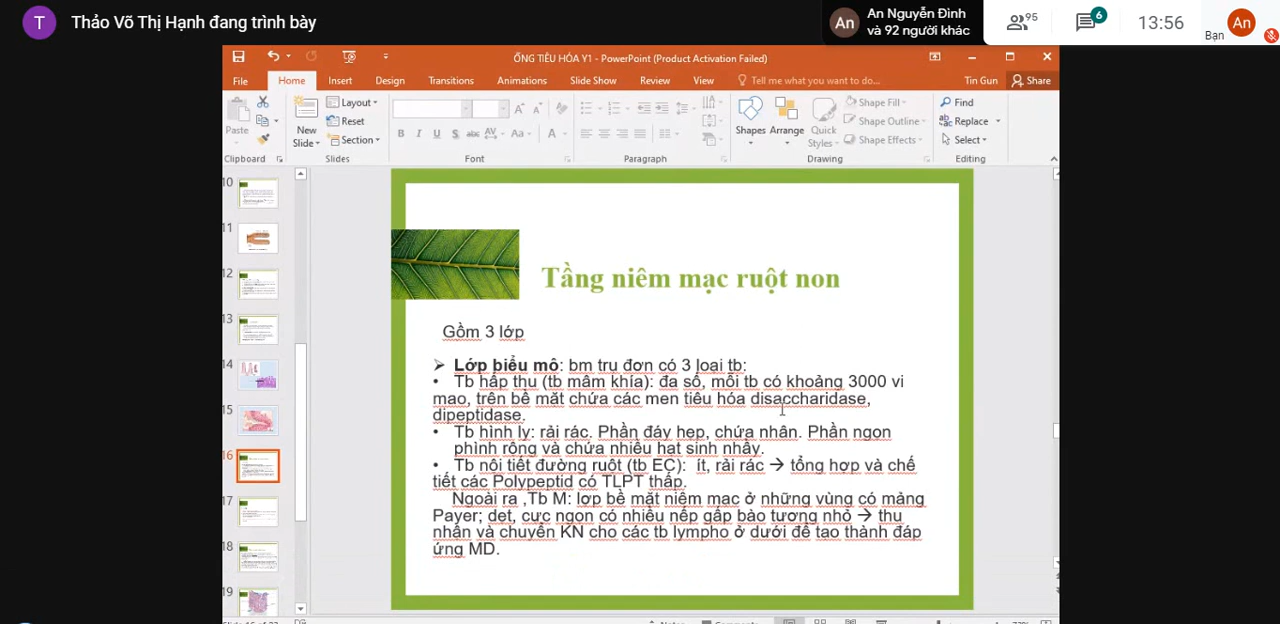 T Thảo Võ Thị Hạnh đang trình bày
An An Nguyễn Đình
và 92 người khác
95
6
13:56
Bạn
An
ỐNG TIÊU HÓA Y1 - PowerPoint (Product Activation Failed)
File Home Insert Design Transitions Animations Slide Show Review View Tell me what you want to do... Tin Gun Share
Paste
New
Slide
Layout
Reset
Section
B I U S abc AV Aa A
Shapes Arrange Quick
Styles
Shape Fill
Shape Outline
Shape Effects
Find
Replace
Select
Clipboard Slides Font Paragraph Drawing Editing
10
11
12
13
14
15
16
17
18
19
Tầng niêm mạc ruột non
Gồm 3 lớp
Lớp biểu mô: bm trụ đơn có 3 loại tb:
• Tb hấp thu (tb mâm khía): đa số, mỗi tb có khoảng 3000 vi
mao, trên bề mặt chứa các men tiêu hóa disaccharidase,
dipeptidase.
• Tb hình ly: rải rác. Phần đáy hẹp, chứa nhân. Phần ngọn
phình rộng và chứa nhiều hạt sinh nhầy.
• Tb nội tiết đường ruột (tb EC): ít, rải rác → tổng hợp và chế
tiết các Polypeptid có TLPT thấp.
Ngoài ra ,Tb M: lợp bề mặt niêm mạc ở những vùng có mảng
Payer; dẹt, cực ngọn có nhiều nếp gấp bào tương nhỏ → thu
nhận và chuyển KN cho các tb lympho ở dưới để tạo thành đáp
ứng MD.